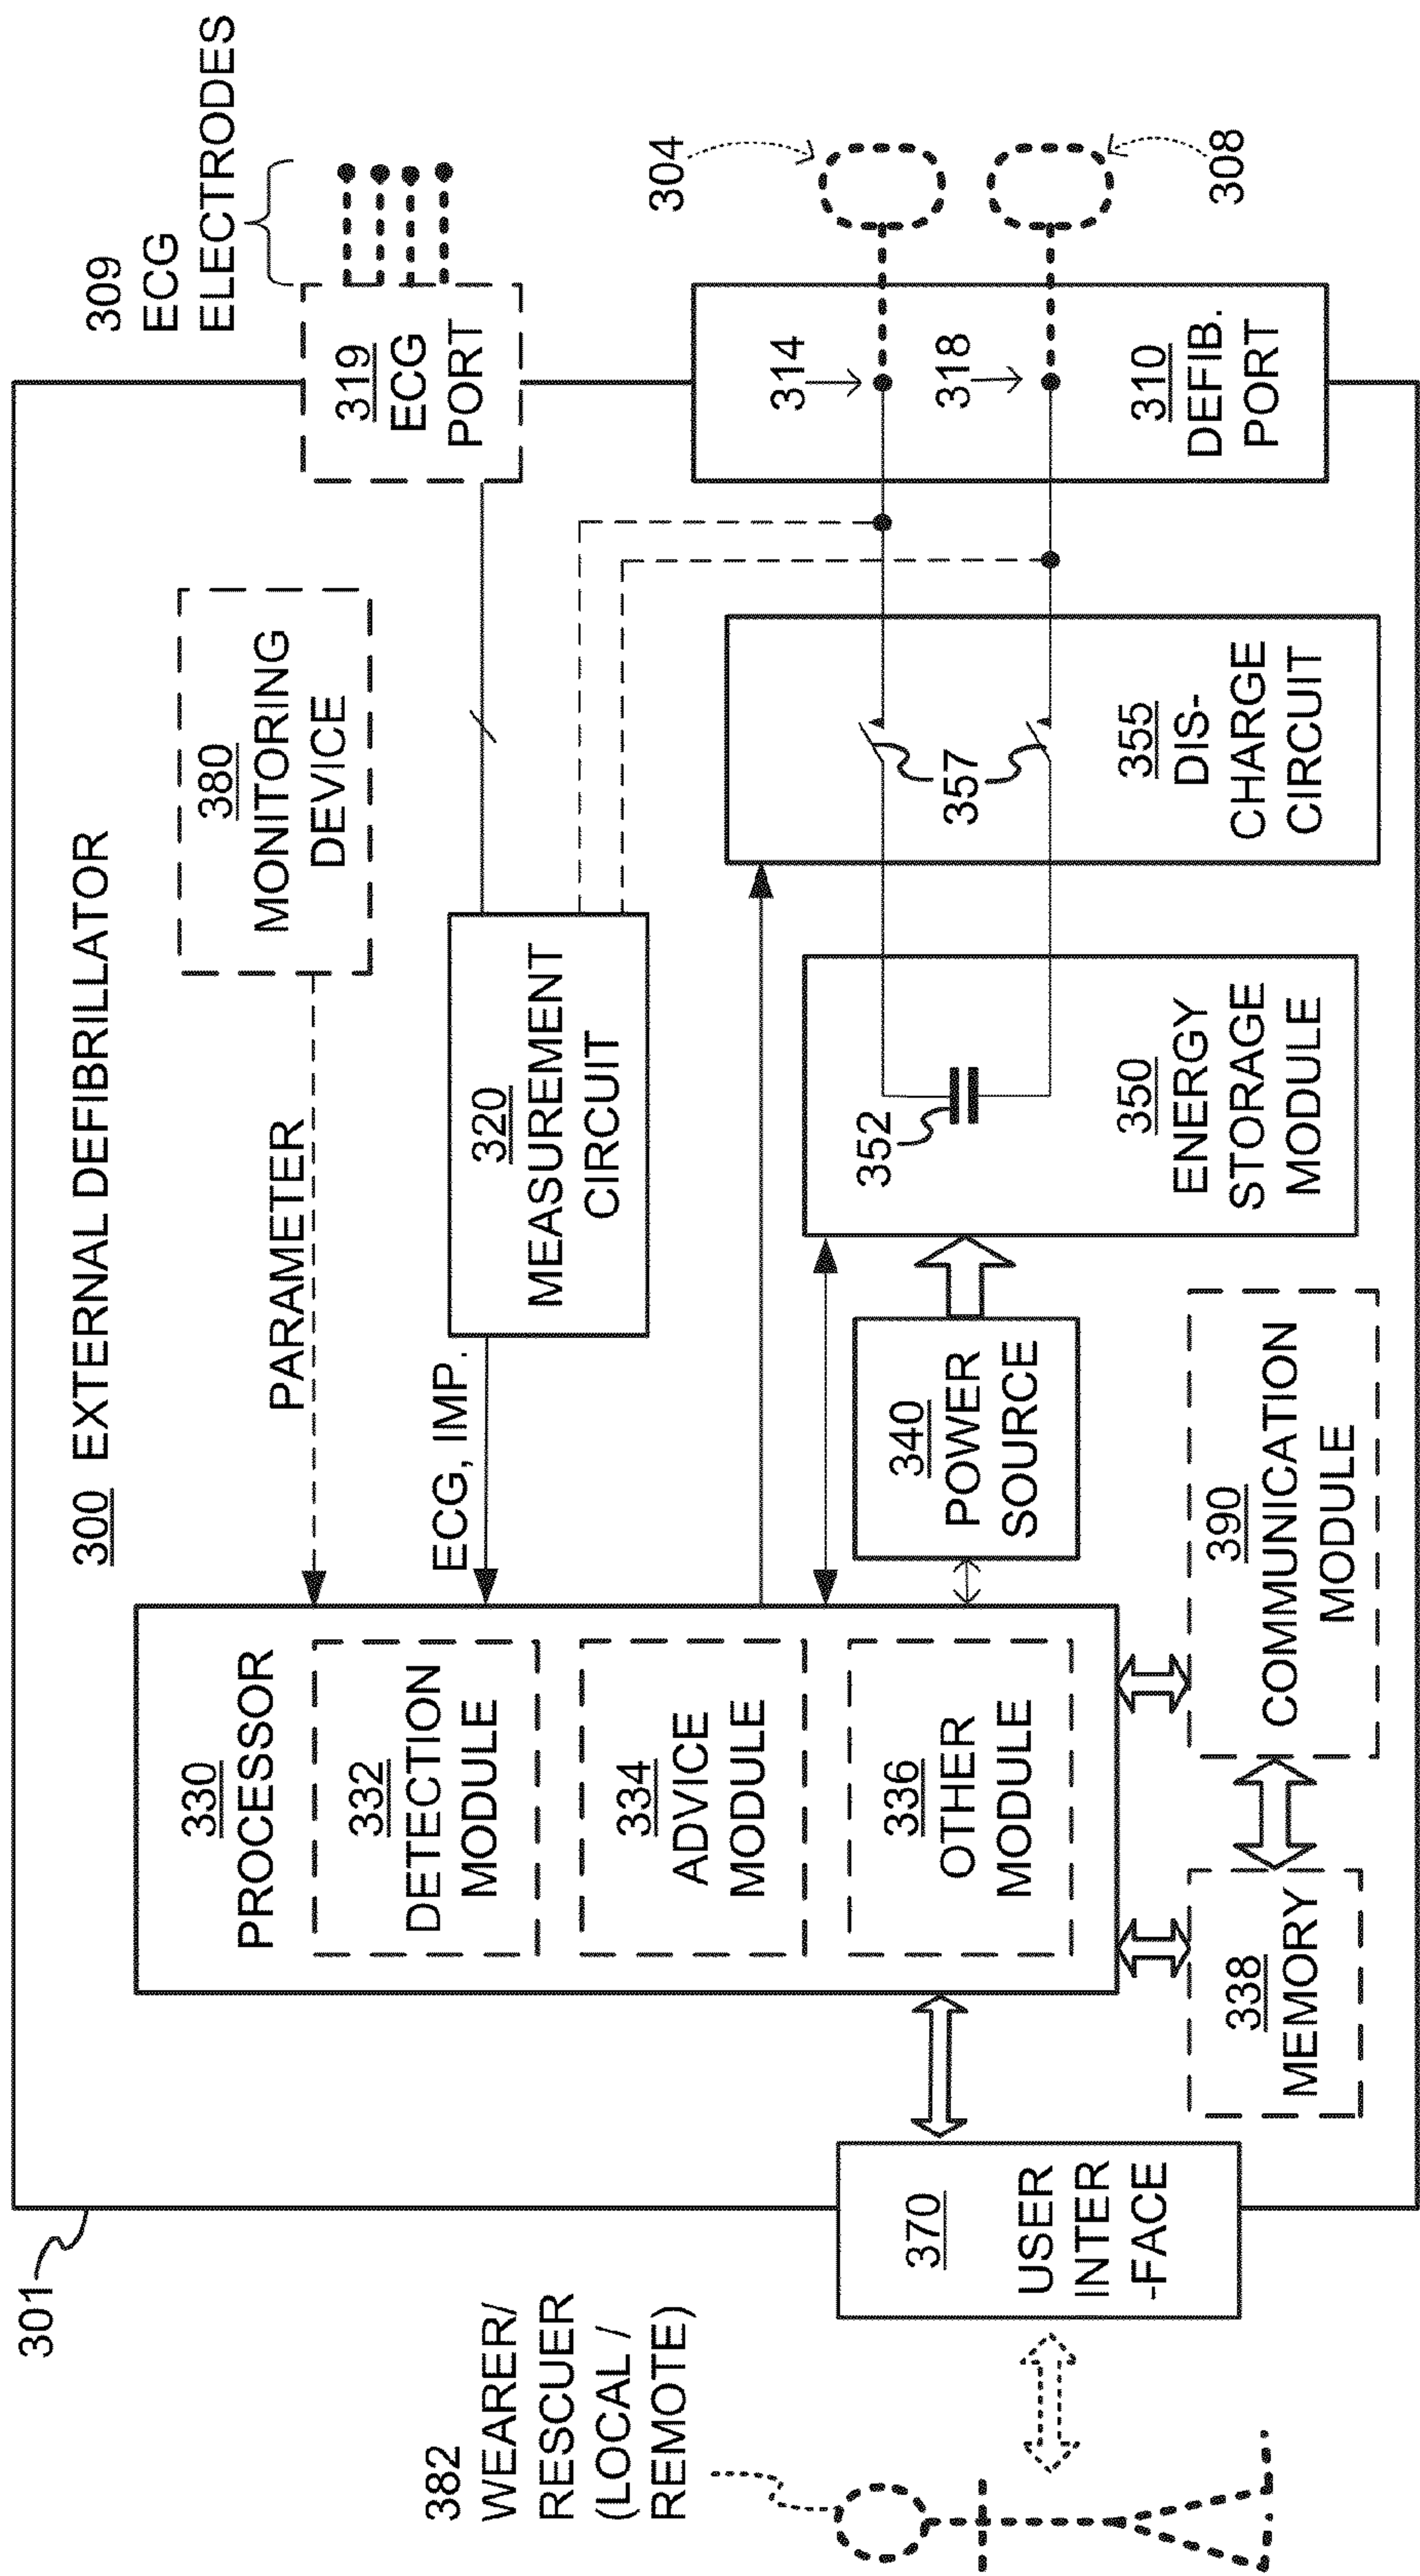 300 EXTERNAL DEFIBRILLATOR
301
309
ECG
ELECTRODES
319
ECG
PORT
380
MONITORING
DEVICE
PARAMETER
320
MEASUREMENT
CIRCUIT
ECG, IMP.
330
PROCESSOR
332
DETECTION
MODULE
334
ADVICE
MODULE
336
OTHER
MODULE
382
WEARER/
RESCUER
(LOCAL /
REMOTE)
370
USER
INTER
-FACE
338
MEMORY
390
COMMUNICATION
MODULE
340
POWER
SOURCE
352
350
ENERGY
STORAGE
MODULE
357
355
DIS-
CHARGE
CIRCUIT
314
318
310
DEFIB.
PORT
304
308